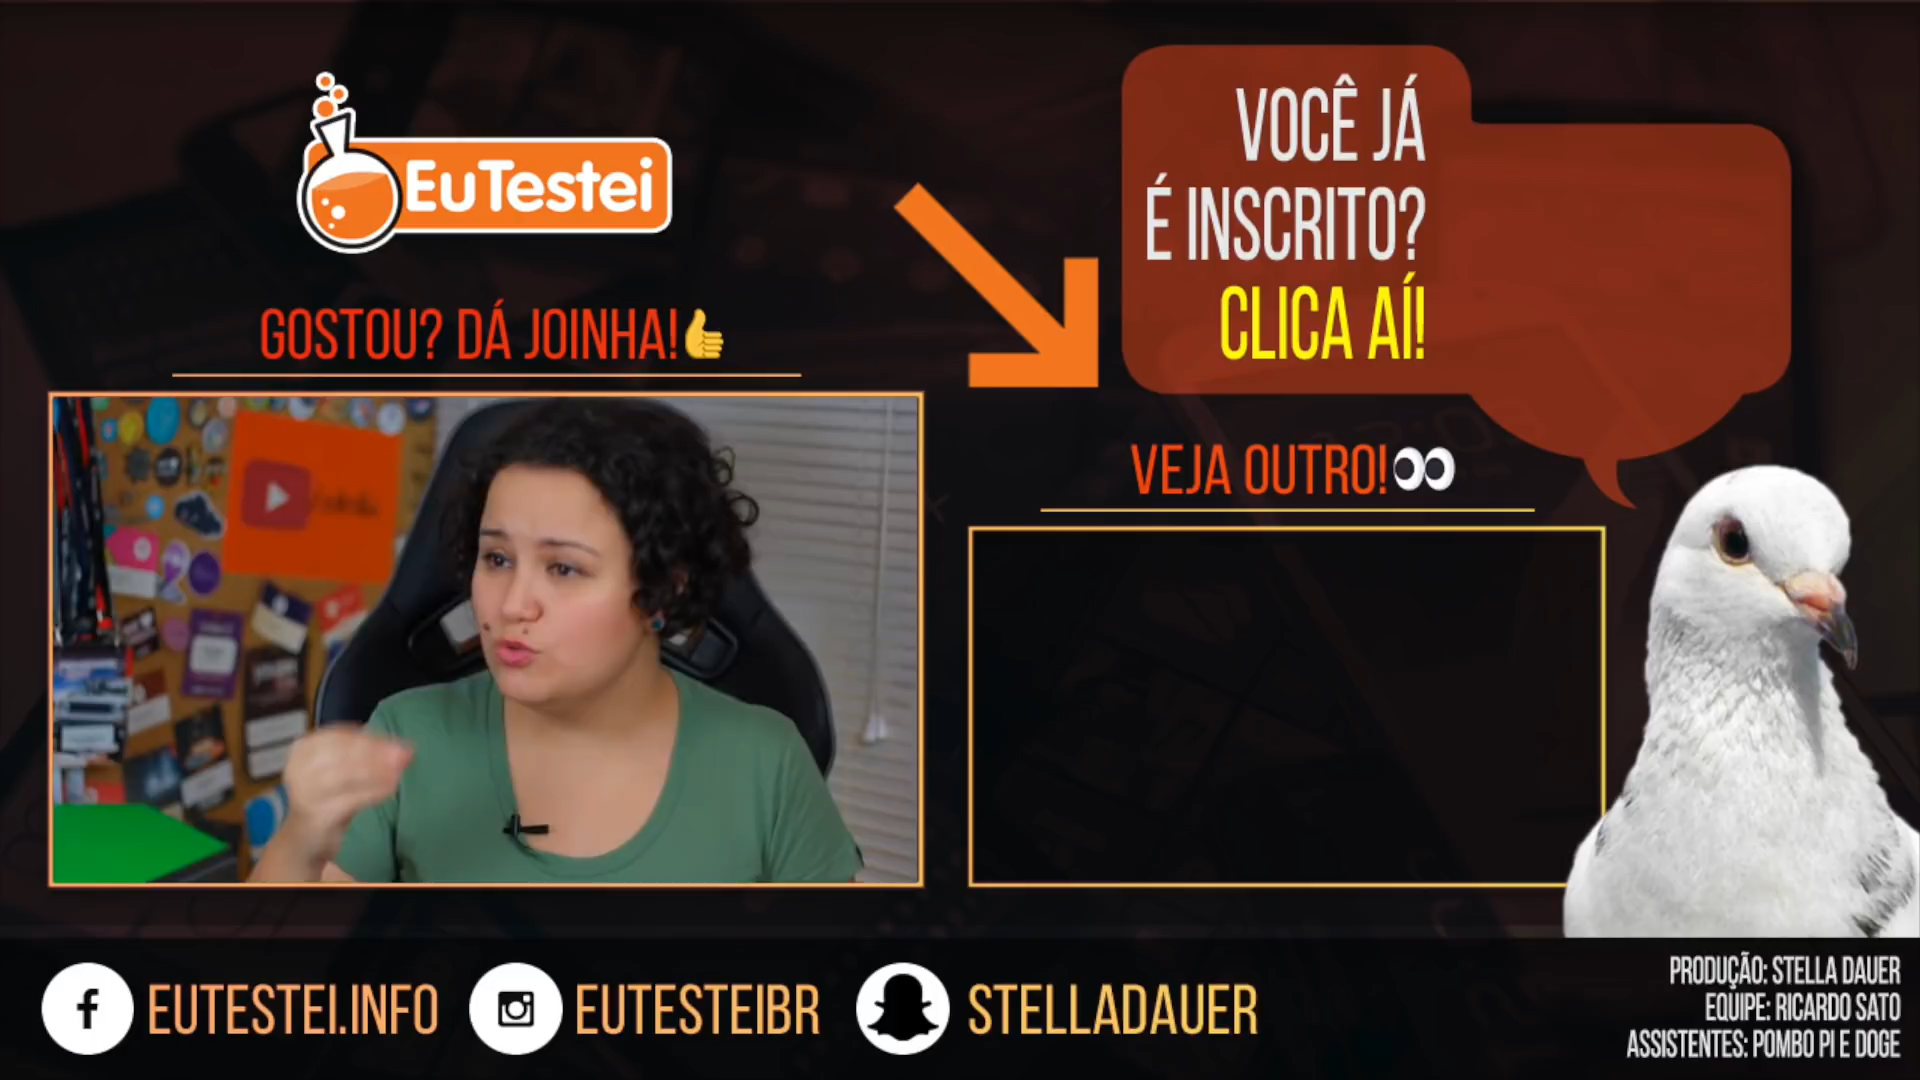 EuTestei
GOSTOU? DÁ JOINHA!
VOCÊ JÁ
É INSCRITO?
CLICA AÍ!
VEJA OUTRO!
EUTESTEI.INFO
EUTESTEIBR
STELLADAUER
PRODUÇÃO: STELLA DAUER
EQUIPE: RICARDO SATO
ASSISTENTES: POMBO PI E DOGE